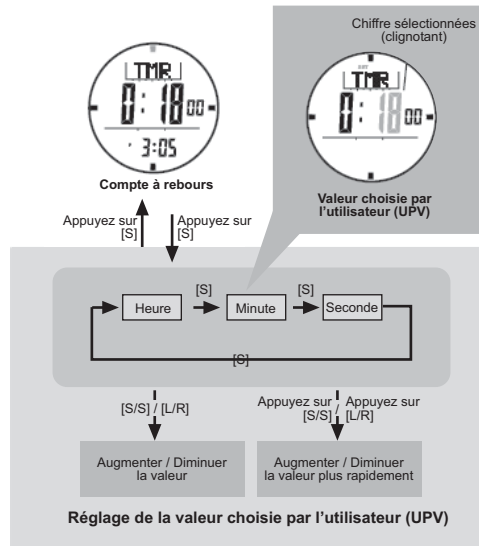 Chiffre sélectionnées
(clignotant)
TMR
0: 18 00
3:05
Compte à rebours
TMR
0: 18 00
Valeur choisie par
l'utilisateur (UPV)
Appuyez sur
[S]
Appuyez sur
[S]
[S]
[S]
Heure
Minute
Seconde
[S]
[S/S] / [L/R]
Appuyez sur / Appuyez sur
[S/S] [L/R]
Augmenter / Diminuer
la valeur
Augmenter / Diminuer
la valeur plus rapidement
Réglage de la valeur choisie par l'utilisateur (UPV)